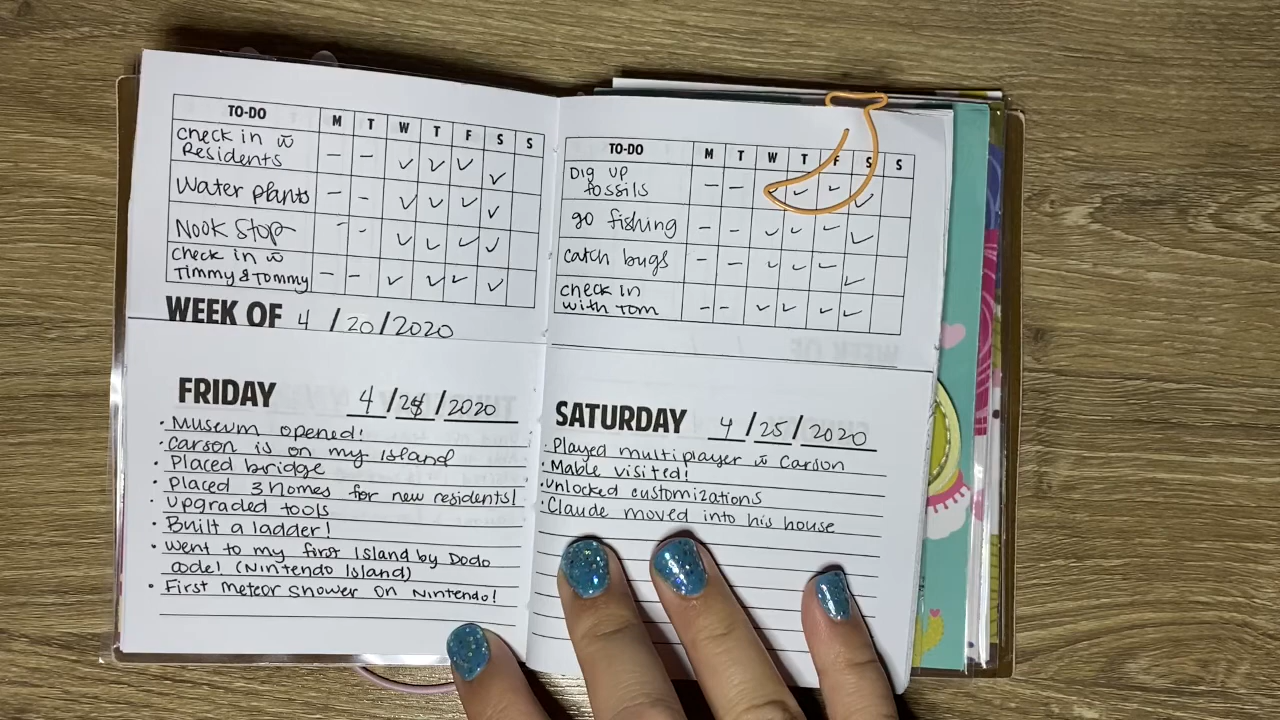 TO-DO M T W T F S S
Check in w̄
Residents
Water plants
Nook Stop
Check in w̄
Timmy & Tommy
WEEK OF 4 / 20 / 2020
FRIDAY 4 / 24 / 2020
• Museum opened!
• Carson is on my Island
• Placed bridge
• Placed 3 homes for new residents!
• Upgraded tools
• Built a ladder!
• Went to my first Island by Dodo
code! (Nintendo Island)
• First meteor shower on Nintendo!
TO-DO M T W T F S S
Dig up
fossils
go fishing
catch bugs
check in
with Tom
SATURDAY 4 / 25 / 2020
• Played multiplayer w̄ Carson
• Mable visited!
• Unlocked customizations
• Claude moved into his house